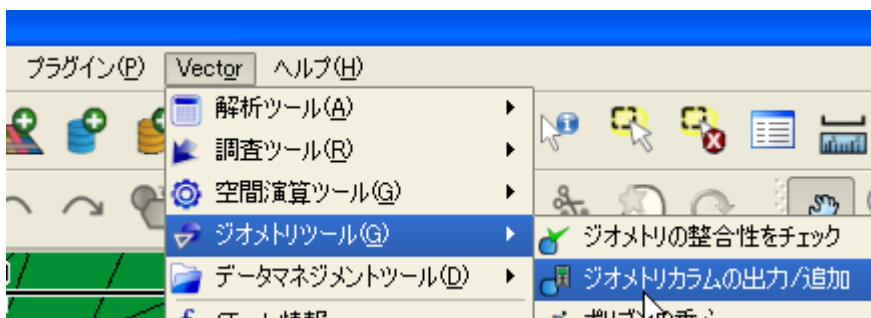 プラグイン(P) Vector ヘルプ(H)
解析ツール(A)
調査ツール(R)
空間演算ツール(G)
ジオメトリツール(G)
ジオメトリの整合性をチェック
データマネジメントツール(D)
ジオメトリカラムの出力/追加